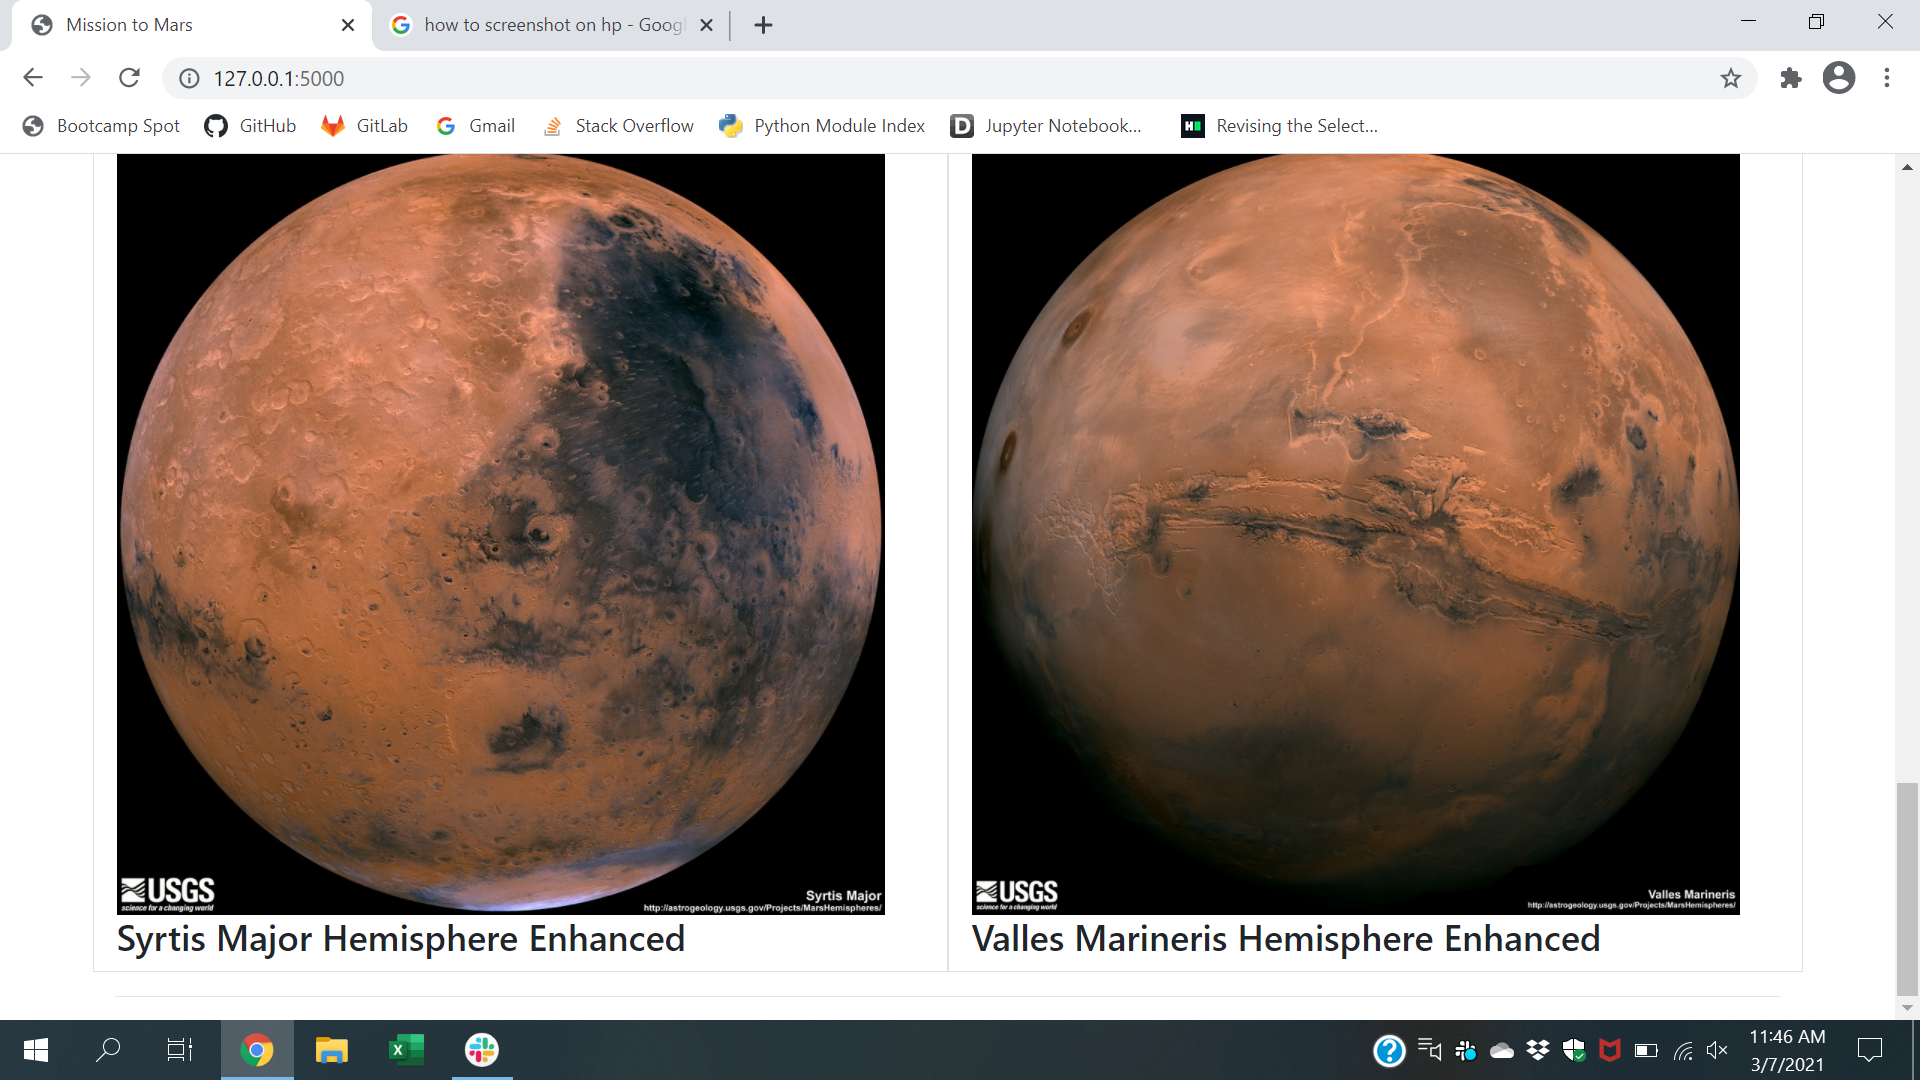 Mission to Mars
how to screenshot on hp - Goog
127.0.0.1:5000
Bootcamp Spot GitHub GitLab Gmail Stack Overflow Python Module Index Jupyter Notebook... Revising the Select...
USGS
science for a changing world
Syrtis Major
http://astrogeology.usgs.gov/Projects/MarsHemispheres/
Syrtis Major Hemisphere Enhanced
USGS
science for a changing world
Valles Marineris
http://astrogeology.usgs.gov/Projects/MarsHemispheres/
Valles Marineris Hemisphere Enhanced
11:46 AM
3/7/2021